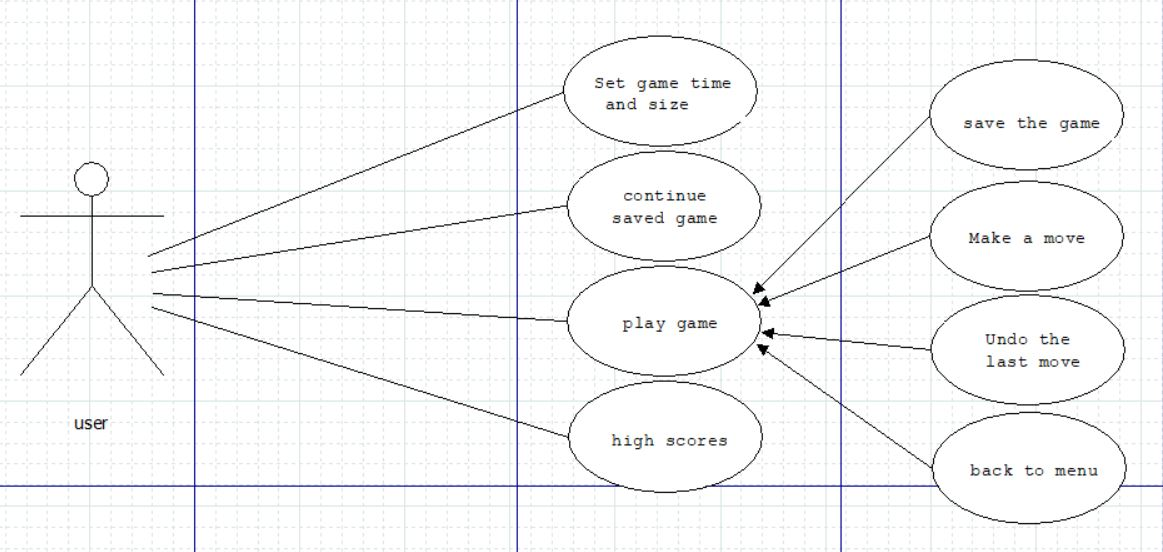 Set game time
and size
continue
saved game
play game
high scores
save the game
Make a move
Undo the
last move
back to menu
user